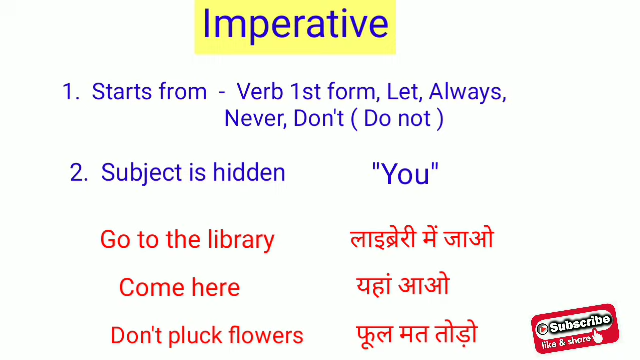 Imperative
1. Starts from - Verb 1st form, Let, Always,
Never, Don't ( Do not )
2. Subject is hidden "You"
Go to the library लाइब्रेरी में जाओ
Come here यहां आओ
Don't pluck flowers फूल मत तोड़ो
Subscribe
like & share